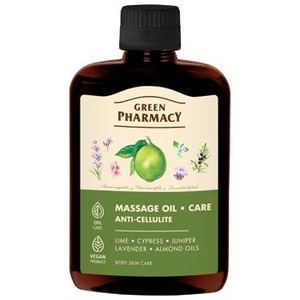 GREEN
PHARMACY
MASSAGE OIL • CARE
ANTI-CELLULITE
OIL
CARE
LIME • CYPRESS • JUNIPER
LAVENDER • ALMOND OILS
VEGAN
PRODUCT
BODY SKIN CARE